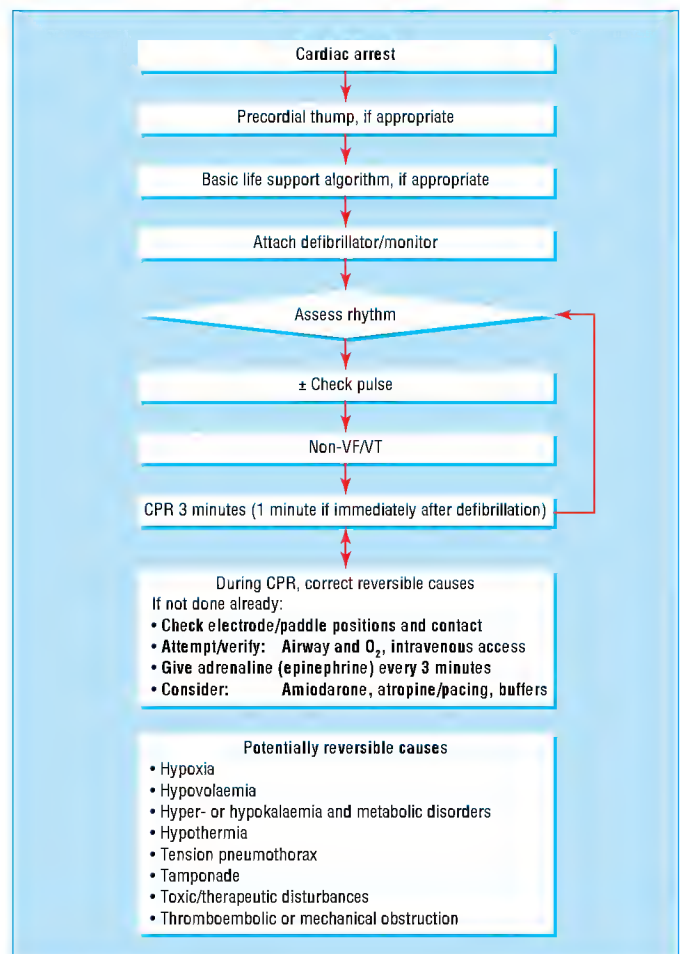 Cardiac arrest
Precordial thump, if appropriate
Basic life support algorithm, if appropriate
Attach defibrillator/monitor
Assess rhythm
± Check pulse
Non-VF/VT
CPR 3 minutes (1 minute if immediately after defibrillation)
During CPR, correct reversible causes
If not done already:
• Check electrode/paddle positions and contact
• Attempt/verify: Airway and O₂, intravenous access
• Give adrenaline (epinephrine) every 3 minutes
• Consider: Amiodarone, atropine/pacing, buffers
Potentially reversible causes
• Hypoxia
• Hypovolaemia
• Hyper- or hypokalaemia and metabolic disorders
• Hypothermia
• Tension pneumothorax
• Tamponade
• Toxic/therapeutic disturbances
• Thromboembolic or mechanical obstruction